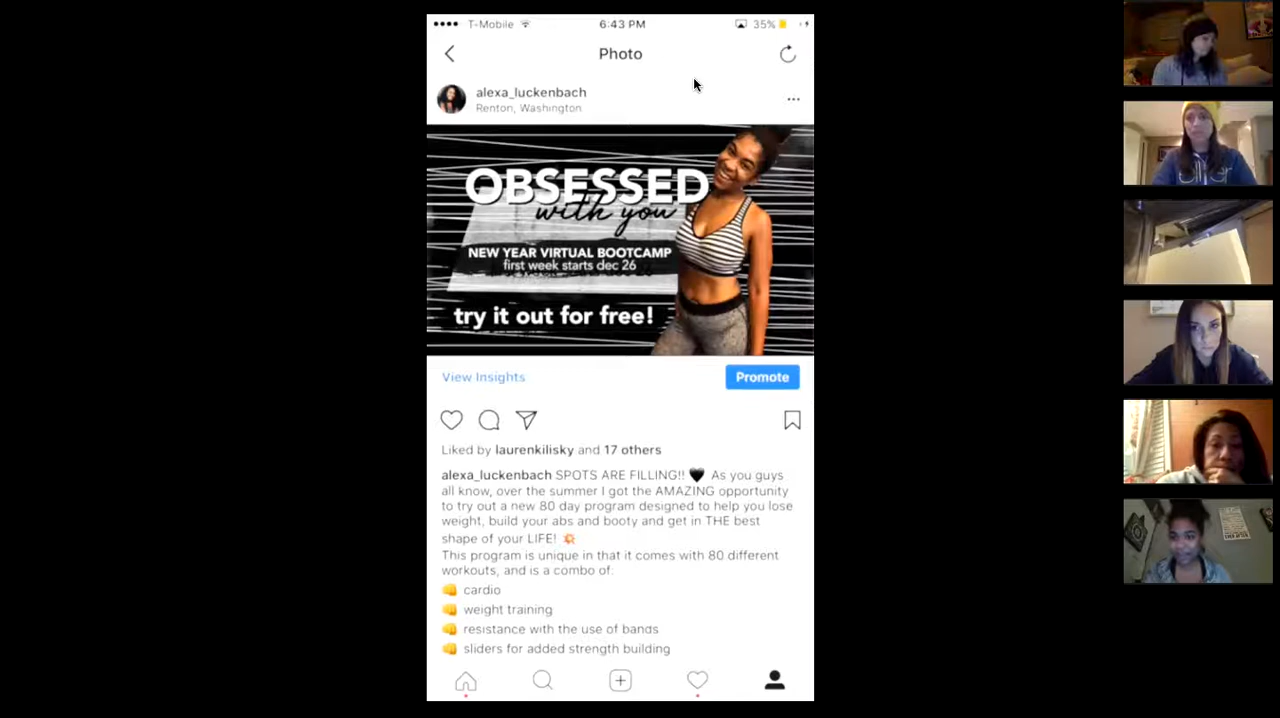 T-Mobile 6:43 PM 35%
Photo
alexa_luckenbach
Renton, Washington
OBSESSED
with you
NEW YEAR VIRTUAL BOOTCAMP
first week starts dec 26
try it out for free!
View Insights Promote
Liked by laurenkilisky and 17 others
alexa_luckenbach SPOTS ARE FILLING!! 🖤 As you guys
all know, over the summer I got the AMAZING opportunity
to try out a new 80 day program designed to help you lose
weight, build your abs and booty and get in THE best
shape of your LIFE! 💥
This program is unique in that it comes with 80 different
workouts, and is a combo of:
👊 cardio
👊 weight training
👊 resistance with the use of bands
👊 sliders for added strength building